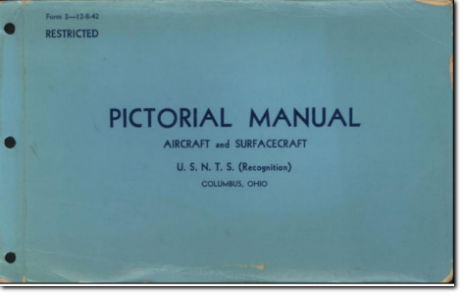 Form 3—12-8-42
RESTRICTED
PICTORIAL MANUAL
AIRCRAFT and SURFACECRAFT
U. S. N. T. S. (Recognition)
COLUMBUS, OHIO